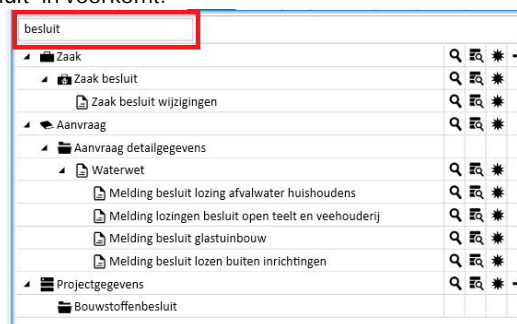 besluit
Zaak
Zaak besluit
Zaak besluit wijzigingen
Aanvraag
Aanvraag detailgegevens
Waterwet
Melding besluit lozing afvalwater huishoudens
Melding lozingen besluit open teelt en veehouderij
Melding besluit glastuinbouw
Melding besluit lozen buiten inrichtingen
Projectgegevens
Bouwstoffenbesluit